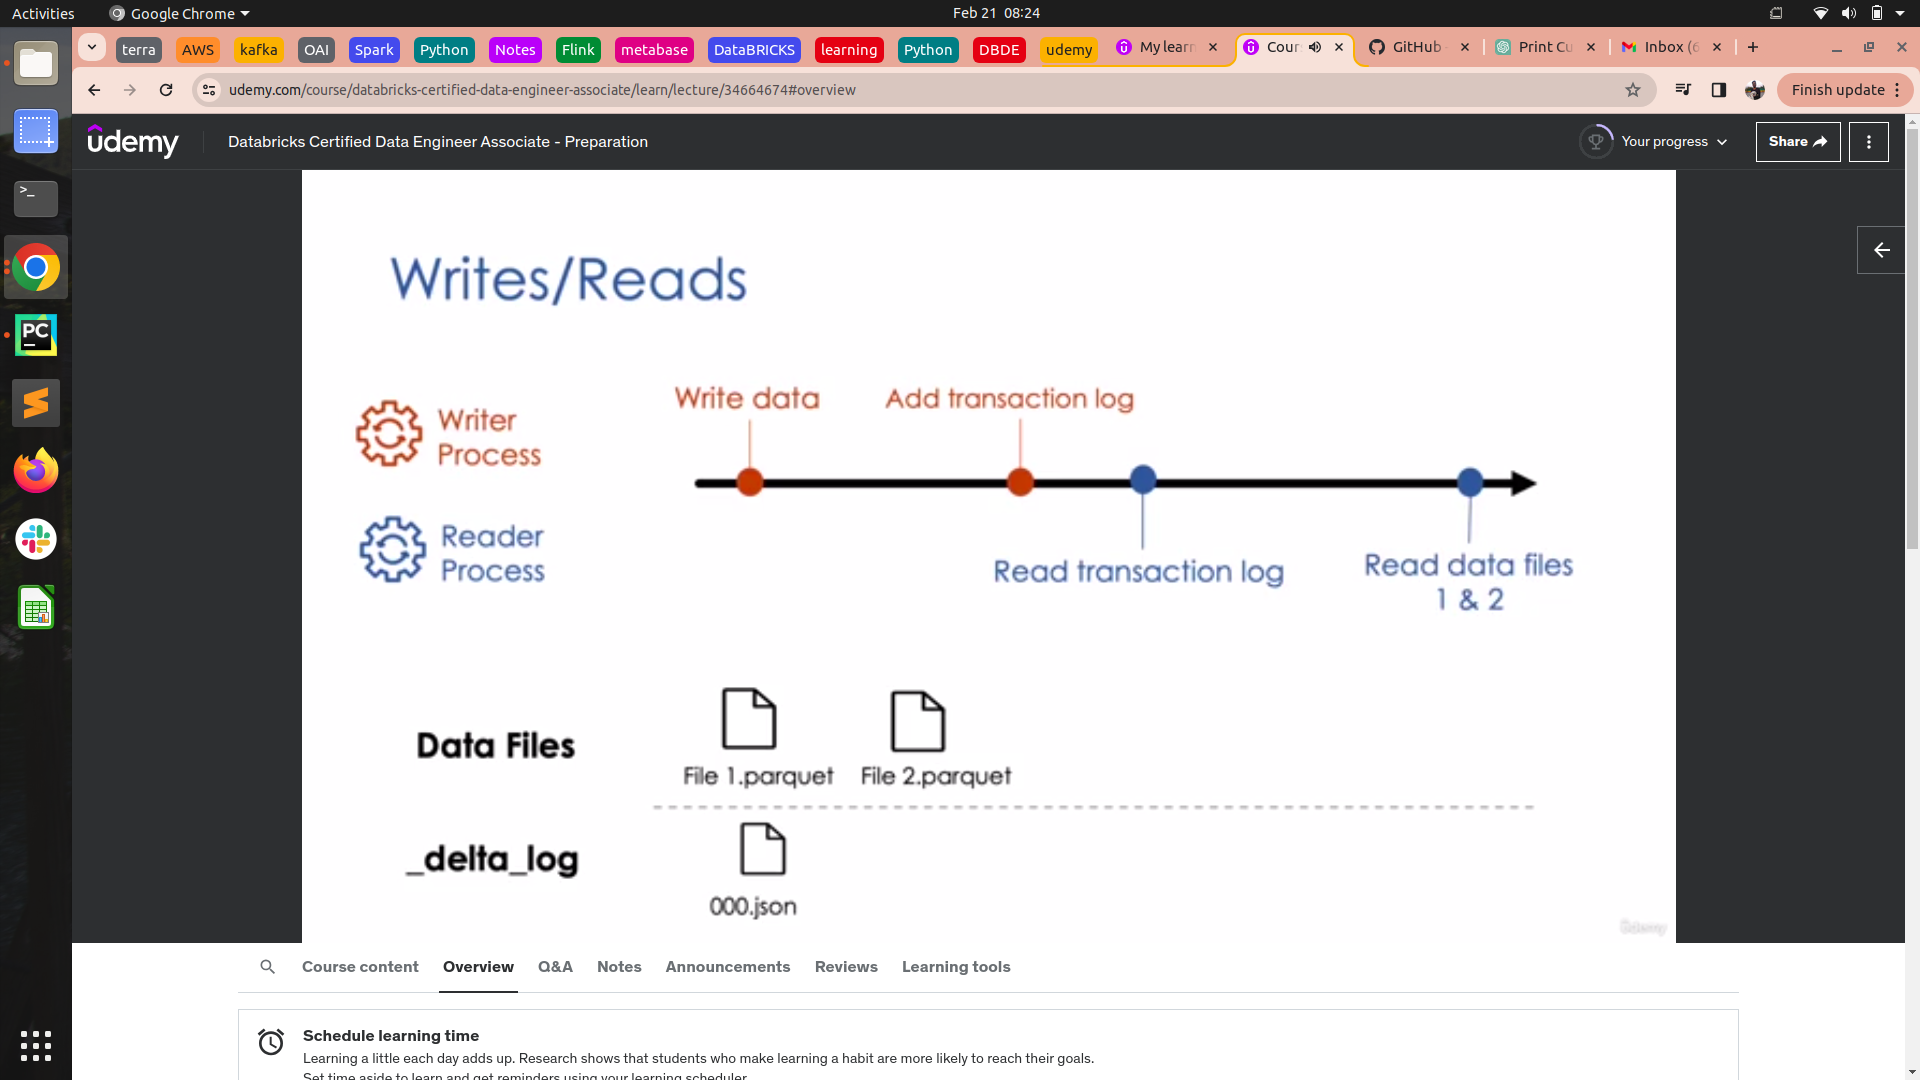 Activities
Google Chrome
Feb 21 08:24
terra
AWS
kafka
OAI
Spark
Python
Notes
Flink
metabase
DataBRICKS
learning
Python
DBDE
udemy
My learn
Cour
GitHub
Print Cu
Inbox (6
udemy.com/course/databricks-certified-data-engineer-associate/learn/lecture/34664674#overview
Finish update
udemy
Databricks Certified Data Engineer Associate - Preparation
Your progress
Share
Writes/Reads
Write data
Add transaction log
Writer
Process
Reader
Process
Read transaction log
Read data files
1 & 2
Data Files
File 1.parquet
File 2.parquet
_delta_log
000.json
Udemy
Course content
Overview
Q&A
Notes
Announcements
Reviews
Learning tools
Schedule learning time
Learning a little each day adds up. Research shows that students who make learning a habit are more likely to reach their goals.
Set time aside to learn and get reminders using your learning scheduler.
PC
>_